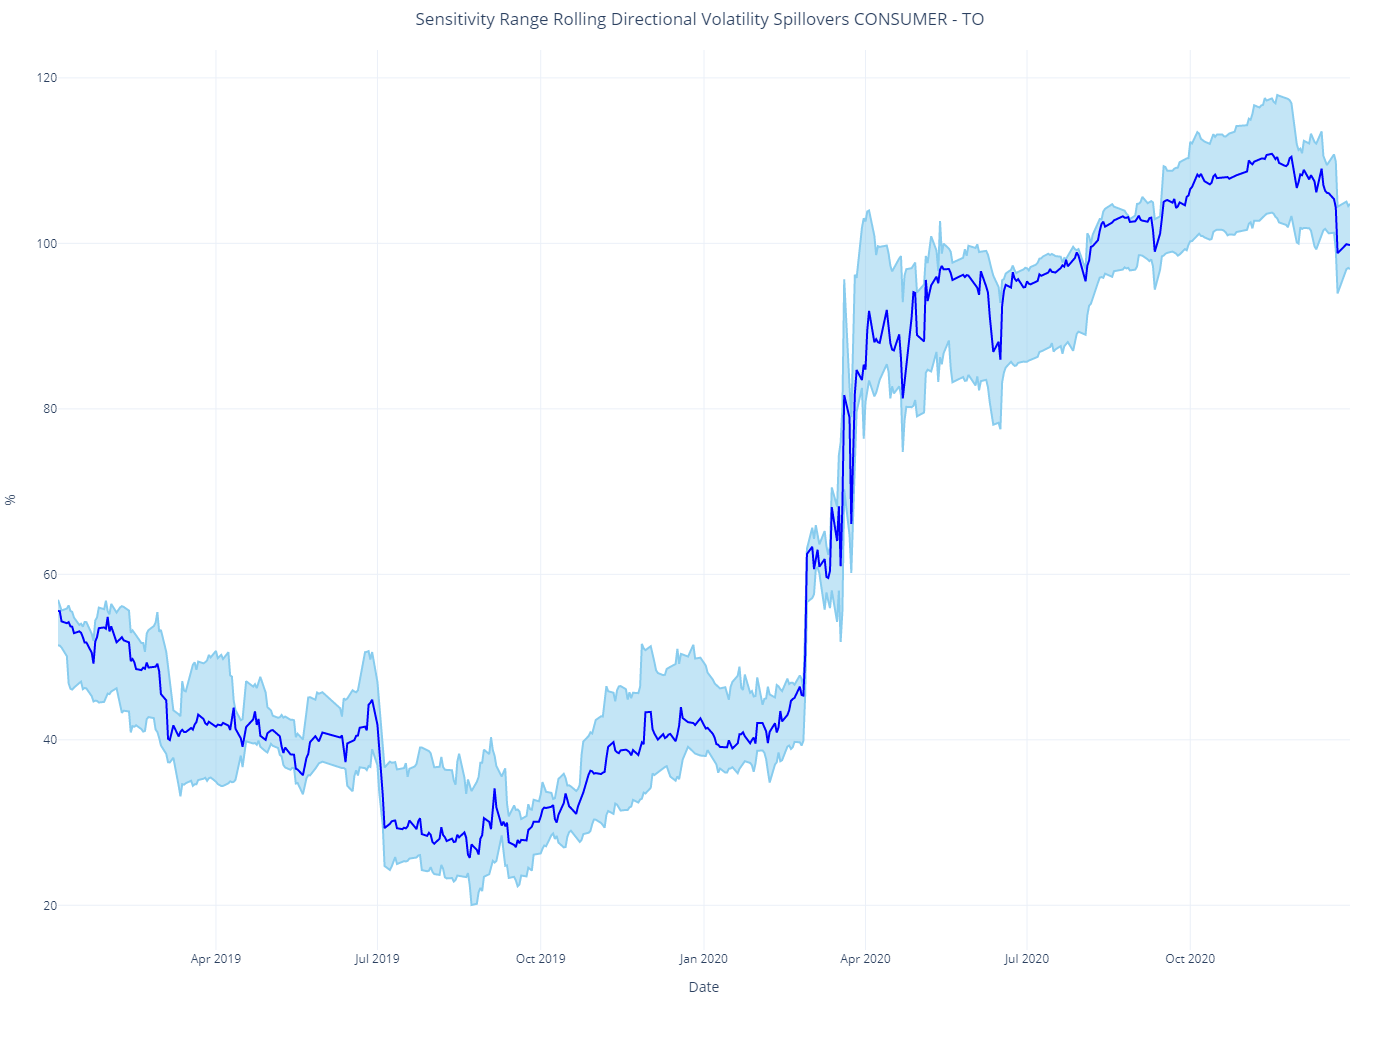 Sensitivity Range Rolling Directional Volatility Spillovers CONSUMER - TO
120
100
80
60
40
20
%
Apr 2019
Jul 2019
Oct 2019
Jan 2020
Apr 2020
Jul 2020
Oct 2020
Date